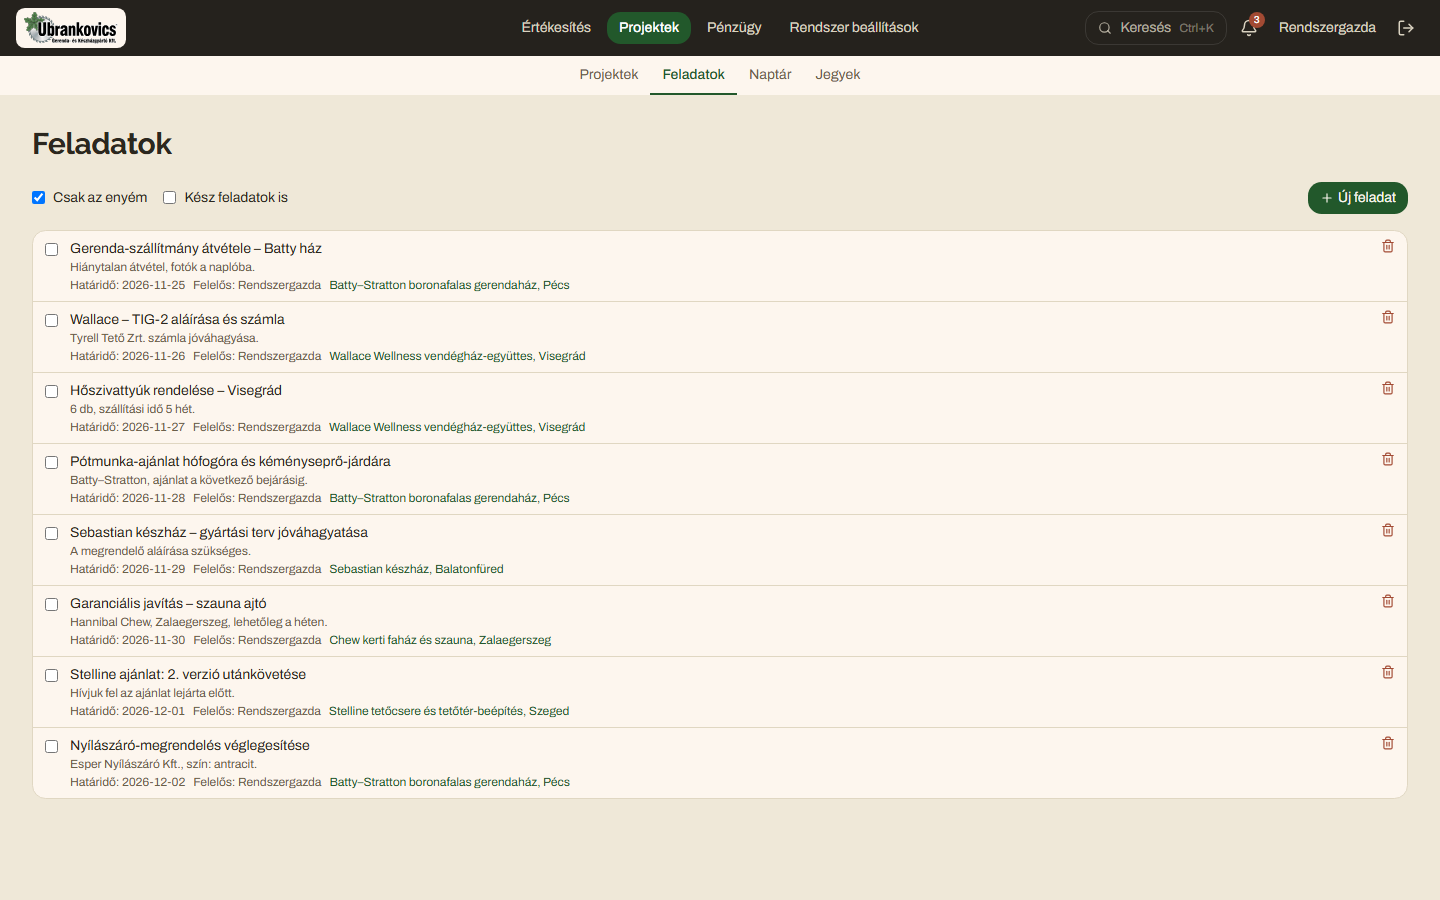 Ubrankovics
Gerenda- és Készházgyártó Kft.
Értékesítés
Projektek
Pénzügy
Rendszer beállítások
Keresés Ctrl+K
3
Rendszergazda
Projektek
Feladatok
Naptár
Jegyek
Feladatok
Csak az enyém
Kész feladatok is
+ Új feladat
Gerenda-szállítmány átvétele – Batty ház
Hiánytalan átvétel, fotók a naplóba.
Határidő: 2026-11-25 Felelős: Rendszergazda Batty–Stratton boronafalas gerendaház, Pécs
Wallace – TIG-2 aláírása és számla
Tyrell Tető Zrt. számla jóváhagyása.
Határidő: 2026-11-26 Felelős: Rendszergazda Wallace Wellness vendégház-együttes, Visegrád
Hőszivattyúk rendelése – Visegrád
6 db, szállítási idő 5 hét.
Határidő: 2026-11-27 Felelős: Rendszergazda Wallace Wellness vendégház-együttes, Visegrád
Pótmunka-ajánlat hófogóra és kéményseprő-járdára
Batty–Stratton, ajánlat a következő bejárásig.
Határidő: 2026-11-28 Felelős: Rendszergazda Batty–Stratton boronafalas gerendaház, Pécs
Sebastian készház – gyártási terv jóváhagyatása
A megrendelő aláírása szükséges.
Határidő: 2026-11-29 Felelős: Rendszergazda Sebastian készház, Balatonfüred
Garanciális javítás – szauna ajtó
Hannibal Chew, Zalaegerszeg, lehetőleg a héten.
Határidő: 2026-11-30 Felelős: Rendszergazda Chew kerti faház és szauna, Zalaegerszeg
Stelline ajánlat: 2. verzió utánkövetése
Hívjuk fel az ajánlat lejárta előtt.
Határidő: 2026-12-01 Felelős: Rendszergazda Stelline tetőcsere és tetőtér-beépítés, Szeged
Nyílászáró-megrendelés véglegesítése
Esper Nyílászáró Kft., szín: antracit.
Határidő: 2026-12-02 Felelős: Rendszergazda Batty–Stratton boronafalas gerendaház, Pécs